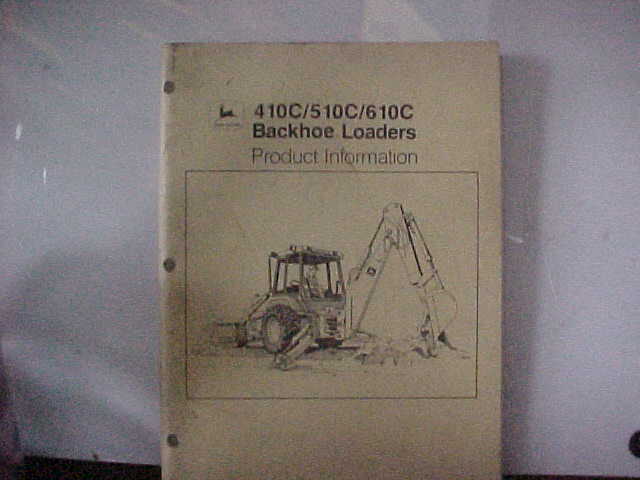 410C/510C/610C
Backhoe Loaders
Product Information